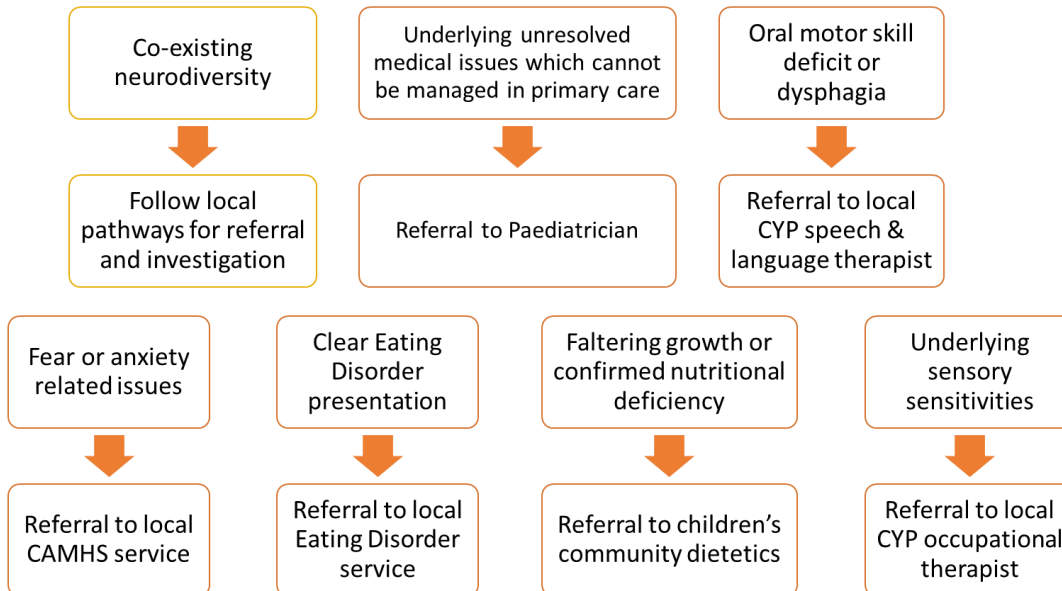 Co-existing
neurodiversity
Underlying unresolved
medical issues which cannot
be managed in primary care
Oral motor skill
deficit or
dysphagia
Follow local
pathways for referral
and investigation
Referral to Paediatrician
Referral to local
CYP speech &
language therapist
Fear or anxiety
related issues
Clear Eating
Disorder
presentation
Faltering growth or
confirmed nutritional
deficiency
Underlying
sensory
sensitivities
Referral to local
CAMHS service
Referral to local
Eating Disorder
service
Referral to children’s
community dietetics
Referral to local
CYP occupational
therapist